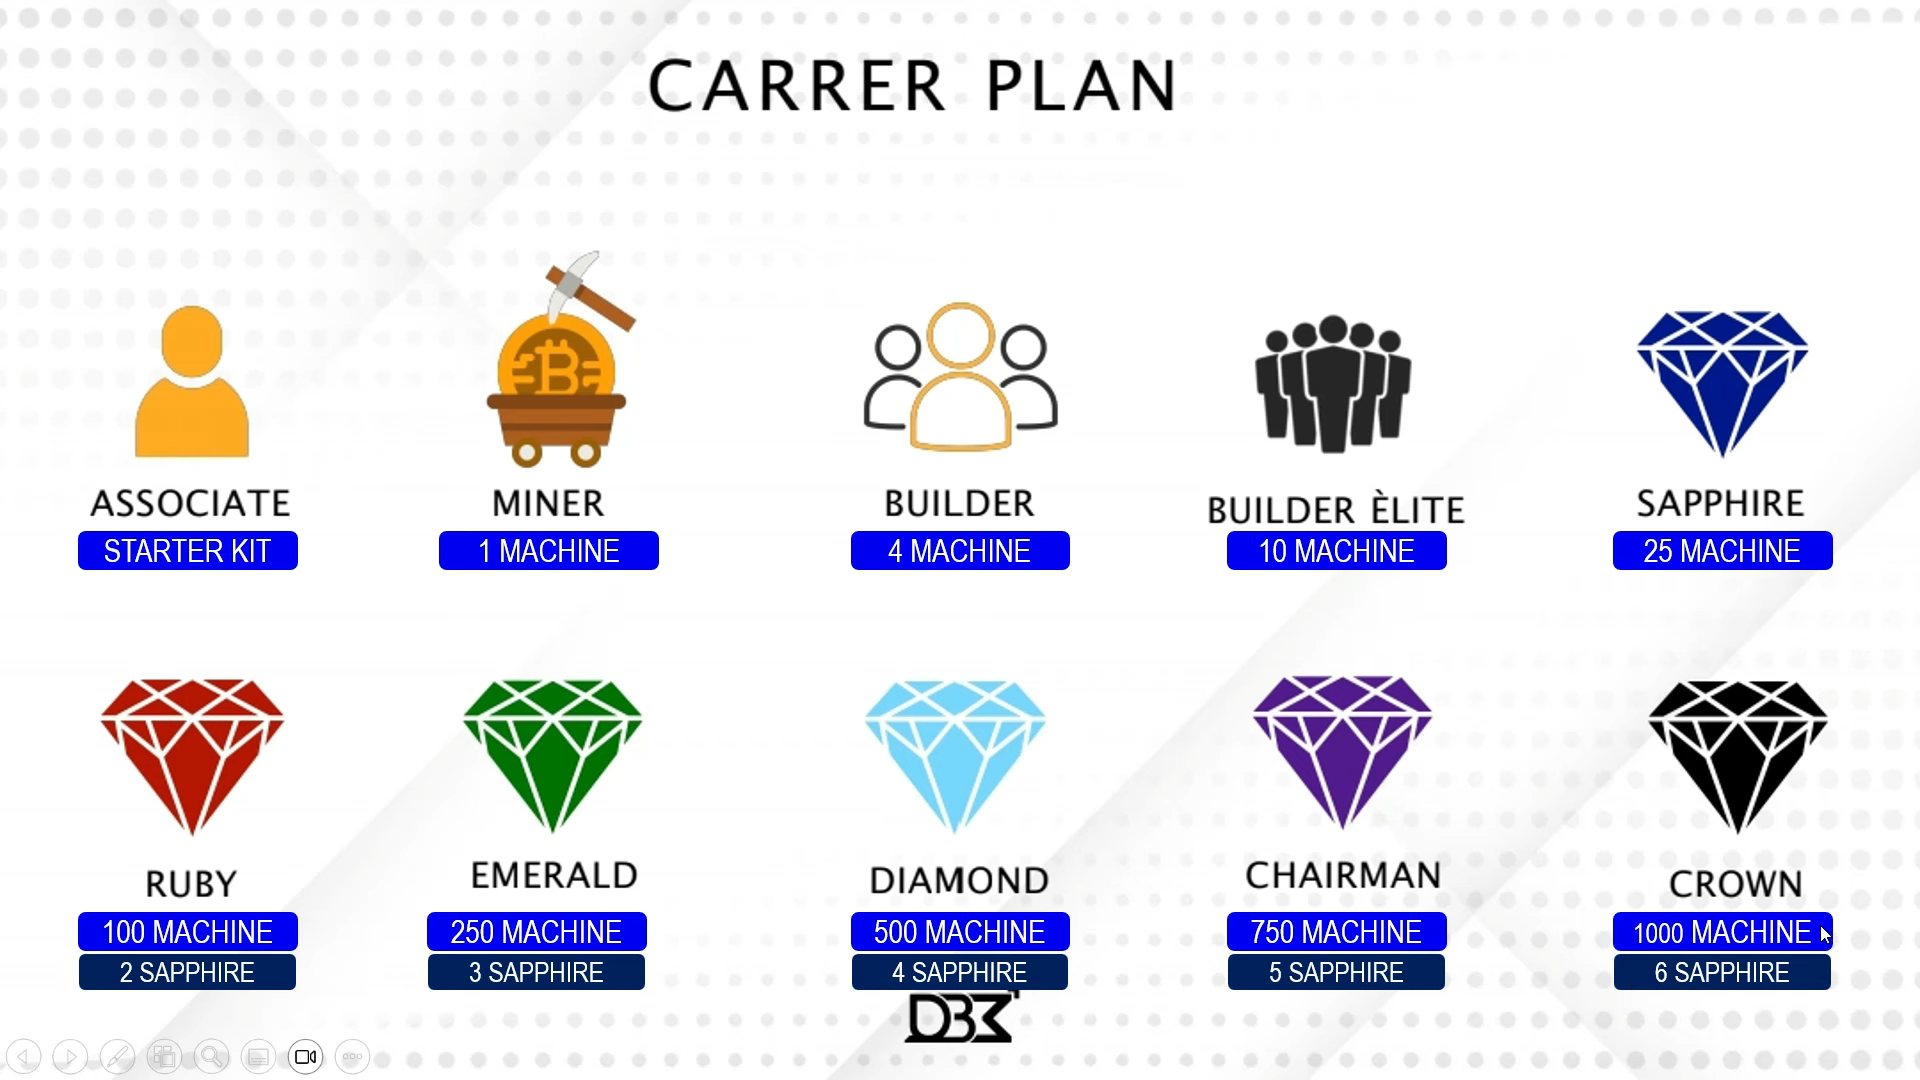 CARRER PLAN
ASSOCIATE
STARTER KIT
MINER
1 MACHINE
BUILDER
4 MACHINE
BUILDER ÈLITE
10 MACHINE
SAPPHIRE
25 MACHINE
RUBY
100 MACHINE
2 SAPPHIRE
EMERALD
250 MACHINE
3 SAPPHIRE
DIAMOND
500 MACHINE
4 SAPPHIRE
CHAIRMAN
750 MACHINE
5 SAPPHIRE
CROWN
1000 MACHINE
6 SAPPHIRE